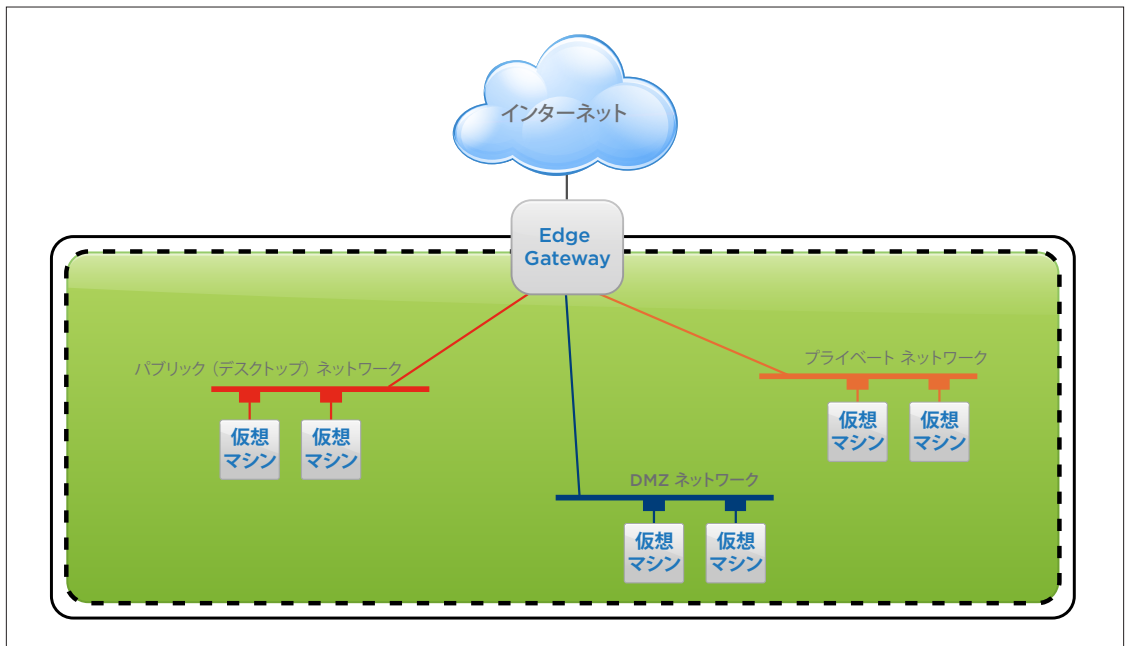 インターネット
Edge
Gateway
パブリック（デスクトップ）ネットワーク
仮想
マシン
仮想
マシン
プライベート ネットワーク
仮想
マシン
仮想
マシン
DMZ ネットワーク
仮想
マシン
仮想
マシン